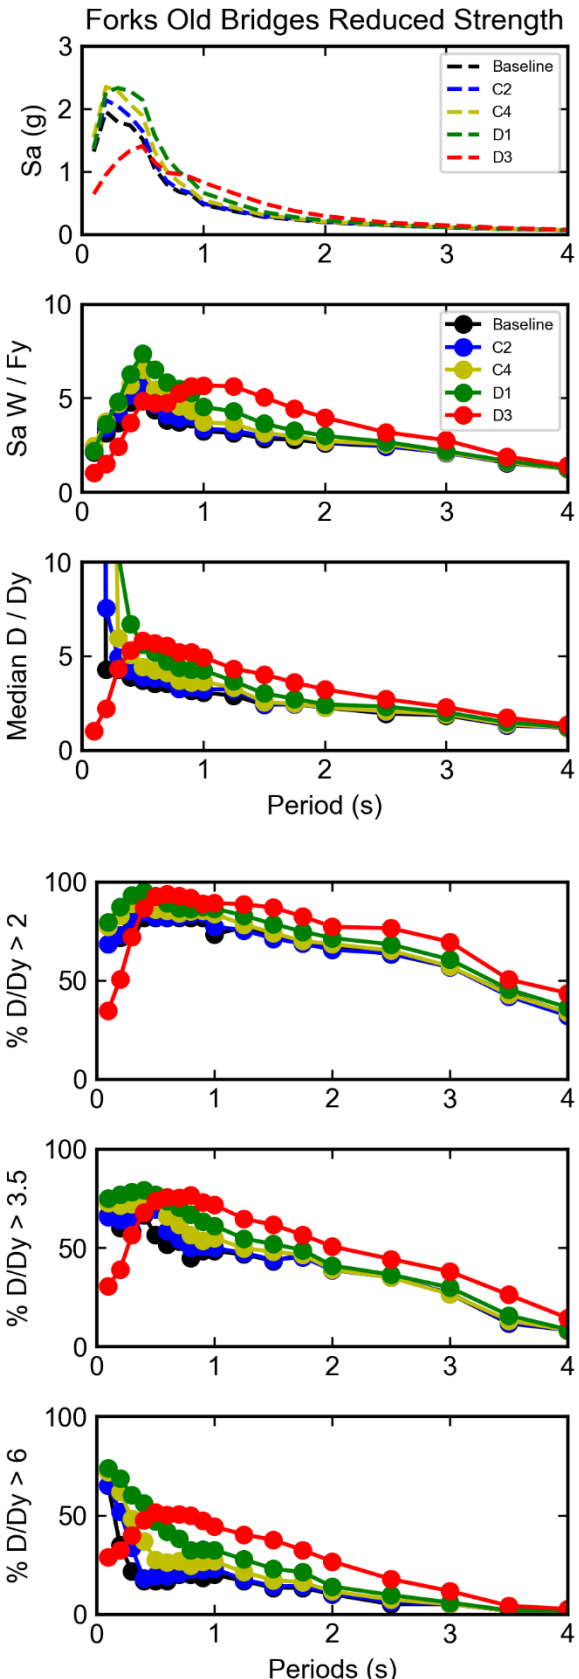 Forks Old Bridges Reduced Strength
Sa (g)
3
2
1
0
0 1 2 3 4
Baseline
C2
C4
D1
D3
Sa W / Fy
10
5
0
0 1 2 3 4
Baseline
C2
C4
D1
D3
Median D / Dy
10
5
0
0 1 2 3 4
Period (s)
% D/Dy > 2
100
50
0
0 1 2 3 4
% D/Dy > 3.5
100
50
0
0 1 2 3 4
% D/Dy > 6
100
50
0
0 1 2 3 4
Periods (s)